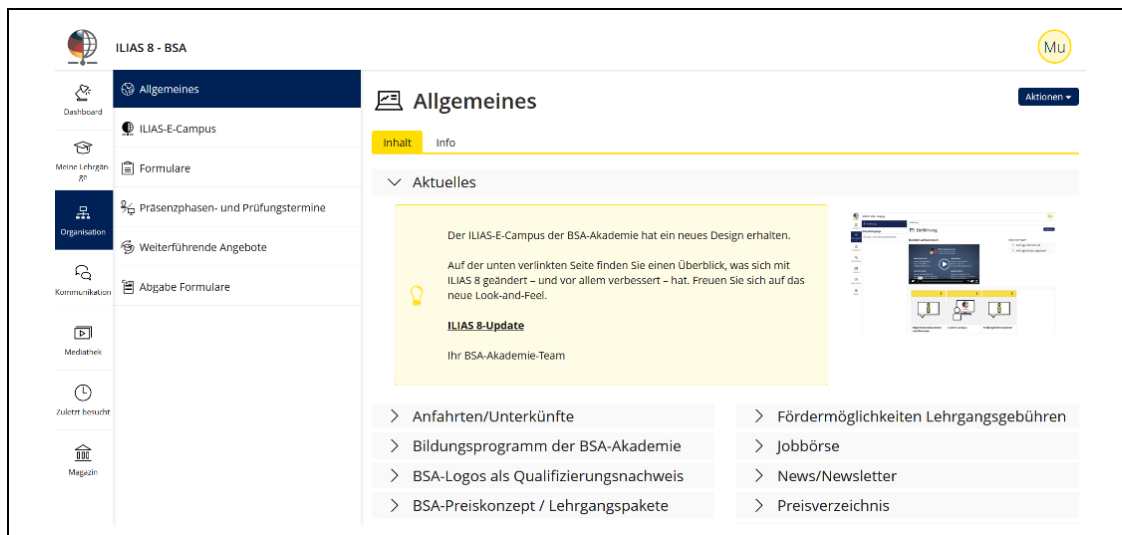 ILIAS 8 - BSA
Mu
Dashboard
Meine Lehrgän-
ge
Organisation
Kommunikation
Mediathek
Zuletzt besucht
Magazin
Allgemeines
ILIAS-E-Campus
Formulare
Präsenzphasen- und Prüfungstermine
Weiterführende Angebote
Abgabe Formulare
Allgemeines
Aktionen
Inhalt
Info
Aktuelles
Der ILIAS-E-Campus der BSA-Akademie hat ein neues Design erhalten.
Auf der unten verlinkten Seite finden Sie einen Überblick, was sich mit
ILIAS 8 geändert – und vor allem verbessert – hat. Freuen Sie sich auf das
neue Look-and-Feel.
ILIAS 8-Update
Ihr BSA-Akademie-Team
Einführung
Anfahrten/Unterkünfte
Bildungsprogramm der BSA-Akademie
BSA-Logos als Qualifizierungsnachweis
BSA-Preiskonzept / Lehrgangspakete
Fördermöglichkeiten Lehrgangsgebühren
Jobbörse
News/Newsletter
Preisverzeichnis